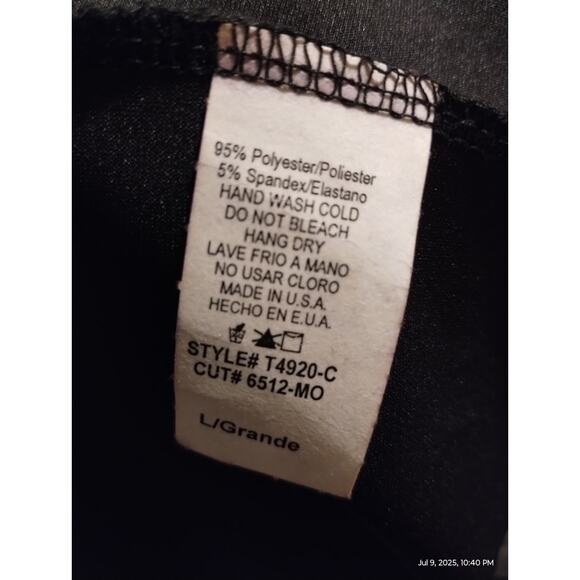 95% Polyester/Poliester
5% Spandex/Elastano
HAND WASH COLD
DO NOT BLEACH
HANG DRY
LAVE FRIO A MANO
NO USAR CLORO
MADE IN U.S.A.
HECHO EN E.U.A.
STYLE# T4920-C
CUT# 6512-MO
L/Grande
Jul 9, 2025, 10:40 PM